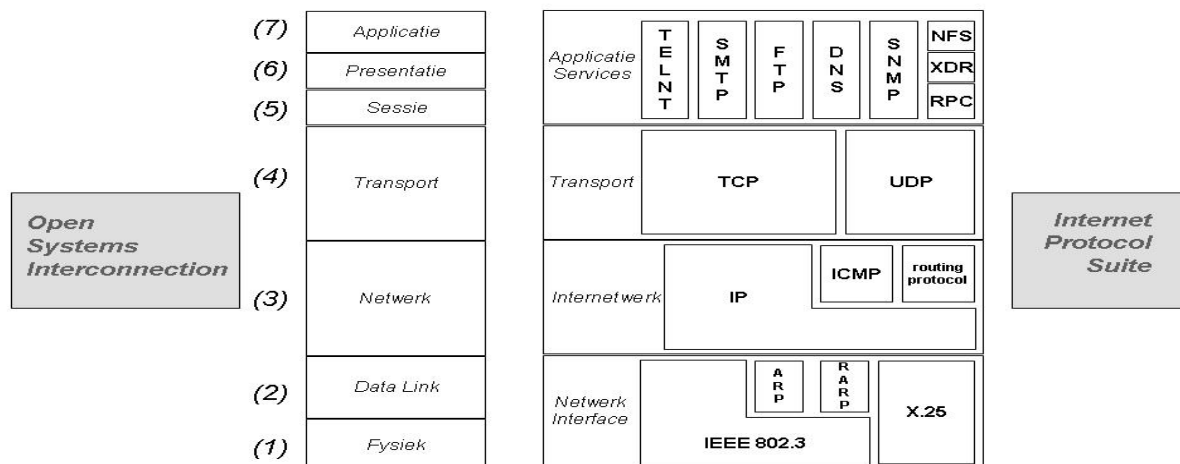 (7)
Applicatie
(6)
Presentatie
(5)
Sessie
(4)
Transport
(3)
Netwerk
(2)
Data Link
(1)
Fysiek
Open
Systems
Interconnection
Applicatie
Services
TELNT
SMTP
FTP
DNS
SNMP
NFS
XDR
RPC
Transport
TCP
UDP
Internetwerk
IP
ICMP
routing
protocol
Netwerk
Interface
ARP
RARP
X.25
IEEE 802.3
Internet
Protocol
Suite